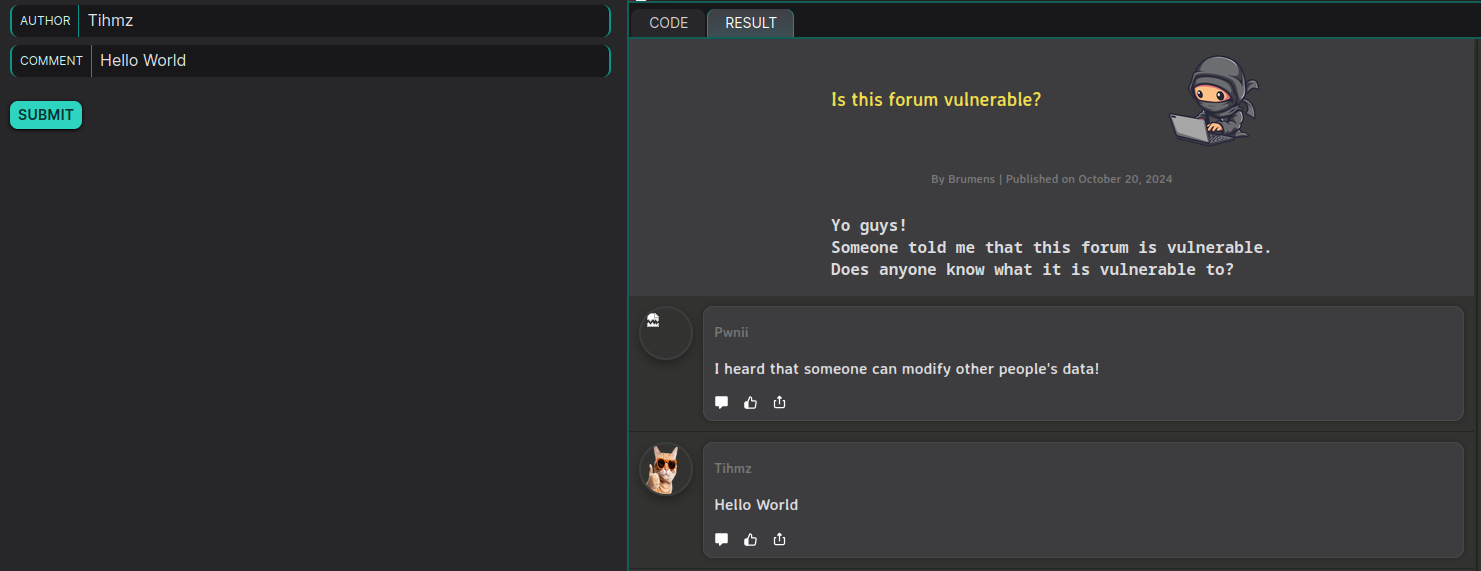 AUTHOR Tihmz
COMMENT Hello World
SUBMIT
CODE RESULT
Is this forum vulnerable?
By Brumens | Published on October 20, 2024
Yo guys!
Someone told me that this forum is vulnerable.
Does anyone know what it is vulnerable to?
Pwnii
I heard that someone can modify other people's data!
Tihmz
Hello World